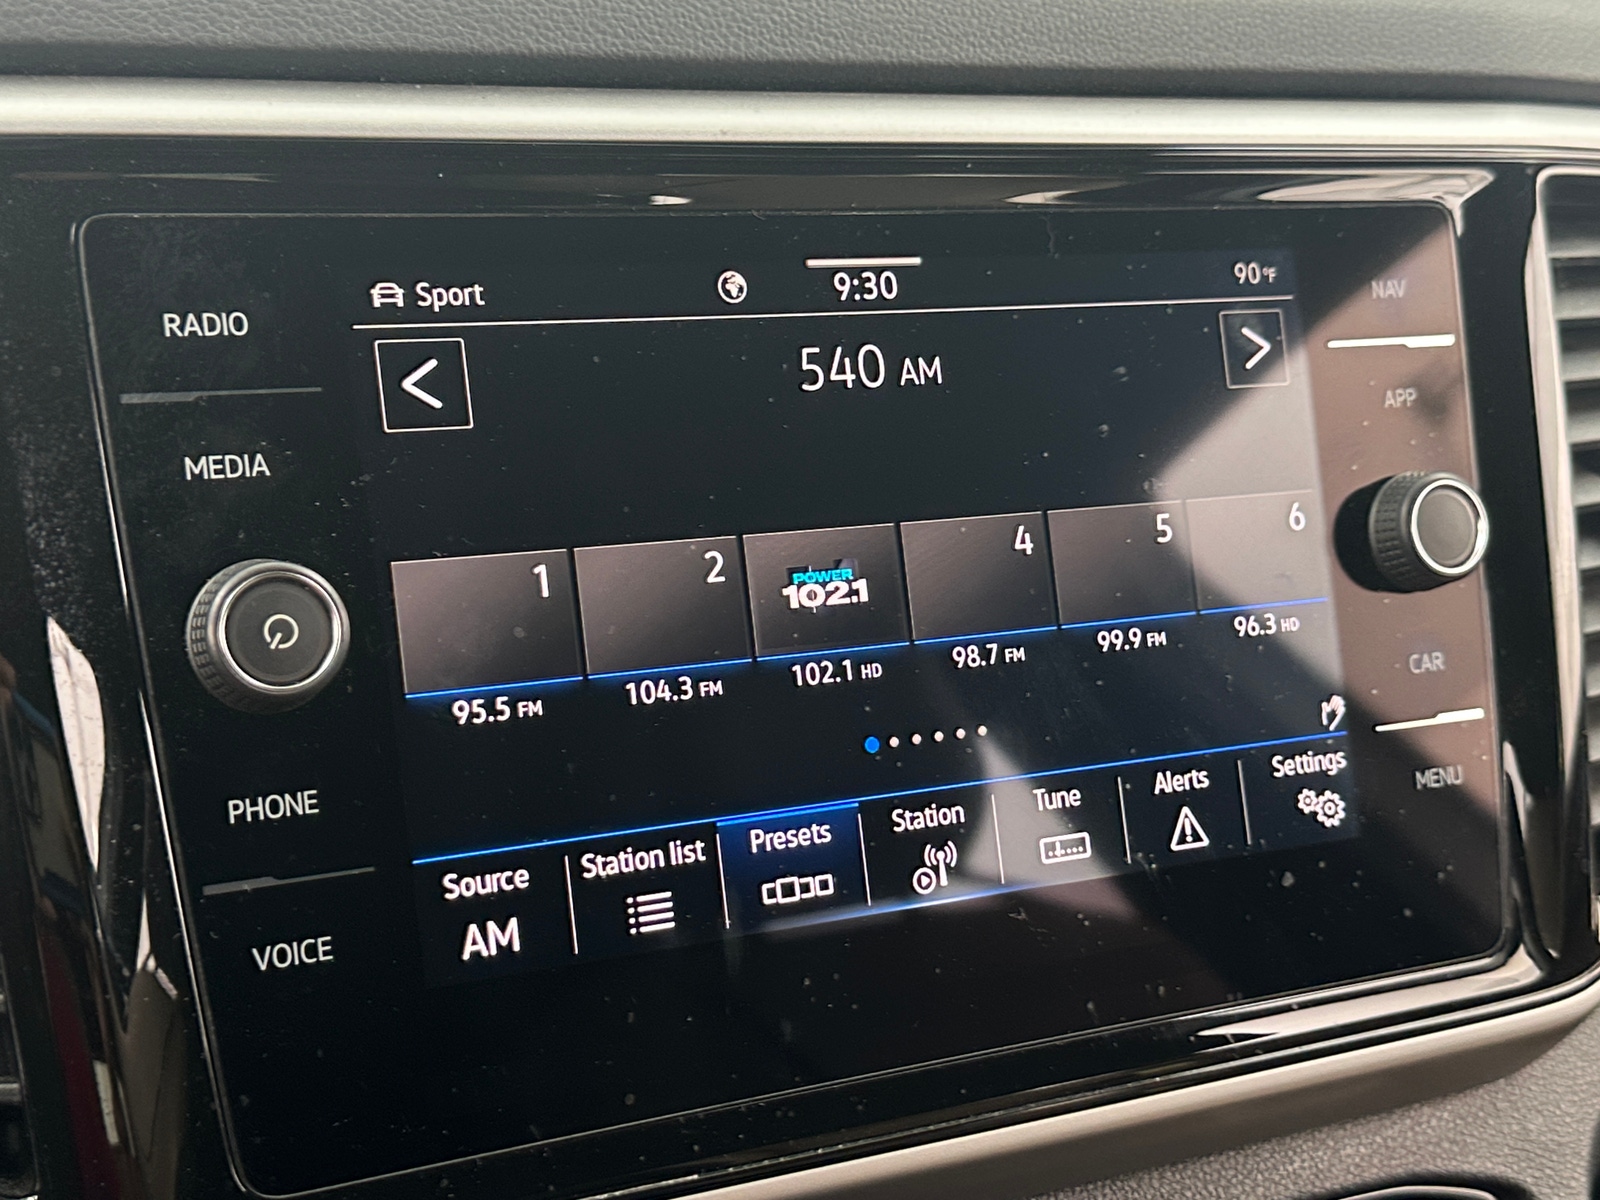 Sport 9:30 90°F
RADIO
NAV
540 AM
APP
MEDIA
1 2 POWER 102.1 4 5 6
95.5 FM 104.3 FM 102.1 HD 98.7 FM 99.9 FM 96.3 HD
CAR
PHONE
MENU
Source Station list Presets Station Tune Alerts Settings
AM
VOICE